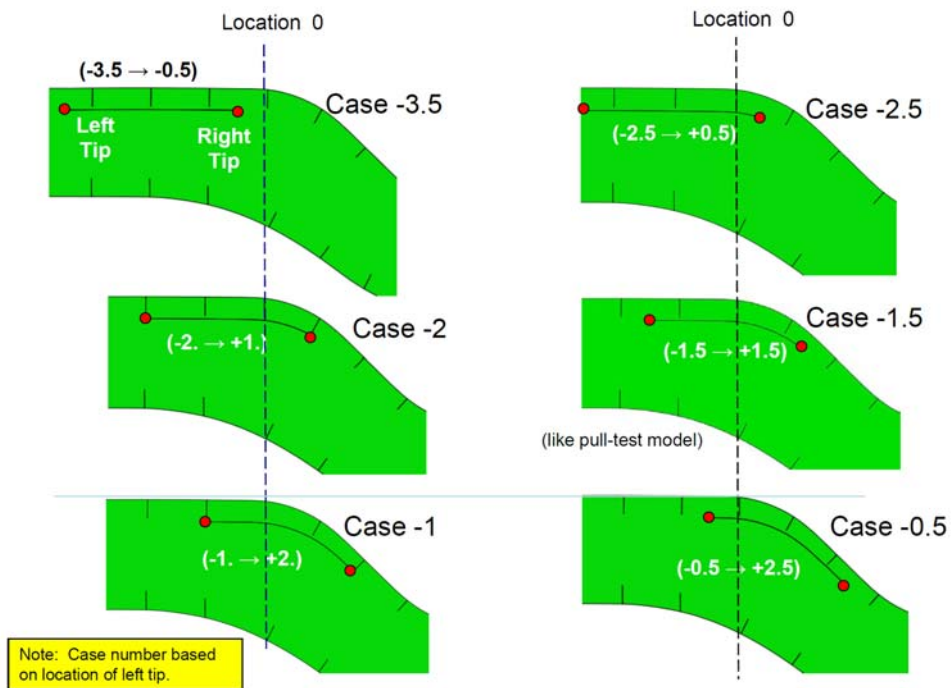 Location 0
Location 0
(-3.5 → -0.5)
Case -3.5
Left
Tip
Right
Tip
Case -2.5
(-2.5 → +0.5)
Case -2
(-2. → +1.)
Case -1.5
(-1.5 → +1.5)
(like pull-test model)
Case -1
(-1. → +2.)
Case -0.5
(-0.5 → +2.5)
Note: Case number based
on location of left tip.